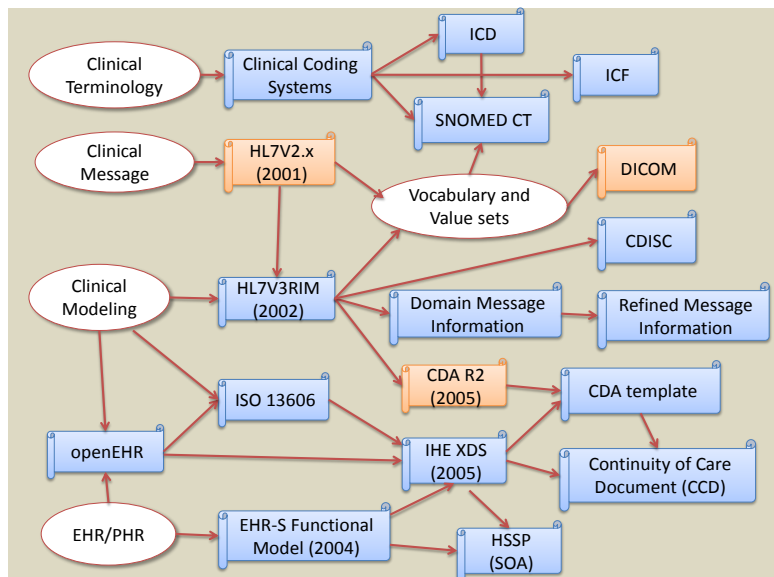 Clinical
Terminology
Clinical Coding
Systems
ICD
ICF
SNOMED CT
Clinical
Message
HL7V2.x
(2001)
Vocabulary and
Value sets
DICOM
CDISC
Clinical
Modeling
HL7V3RIM
(2002)
Domain Message
Information
Refined Message
Information
ISO 13606
CDA R2
(2005)
CDA template
openEHR
IHE XDS
(2005)
Continuity of Care
Document (CCD)
EHR/PHR
EHR-S Functional
Model (2004)
HSSP
(SOA)